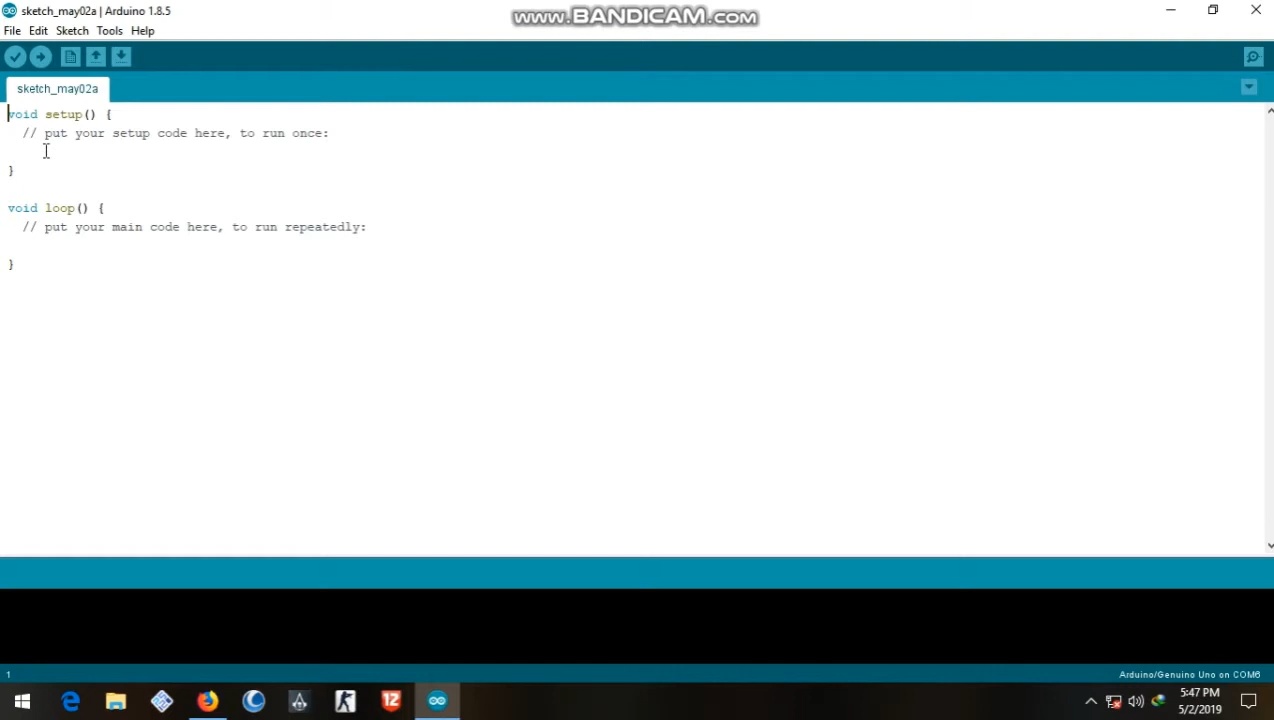 sketch_may02a | Arduino 1.8.5
www.BANDICAM.com
File Edit Sketch Tools Help
sketch_may02a
void setup() {
// put your setup code here, to run once:
}
void loop() {
// put your main code here, to run repeatedly:
}
1
Arduino/Genuino Uno on COM6
12
5:47 PM
5/2/2019